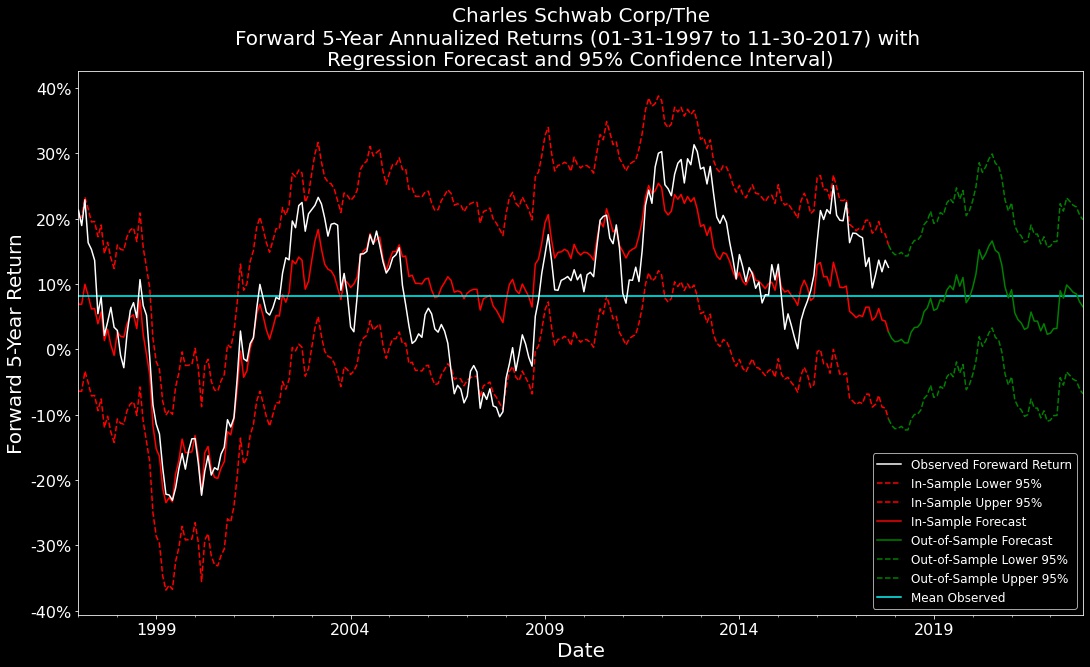 Charles Schwab Corp/The
Forward 5-Year Annualized Returns (01-31-1997 to 11-30-2017) with
Regression Forecast and 95% Confidence Interval)
Forward 5-Year Return
40%
30%
20%
10%
0%
-10%
-20%
-30%
-40%
Observed Foreward Return
In-Sample Lower 95%
In-Sample Upper 95%
In-Sample Forecast
Out-of-Sample Forecast
Out-of-Sample Lower 95%
Out-of-Sample Upper 95%
Mean Observed
1999 2004 2009 2014 2019
Date